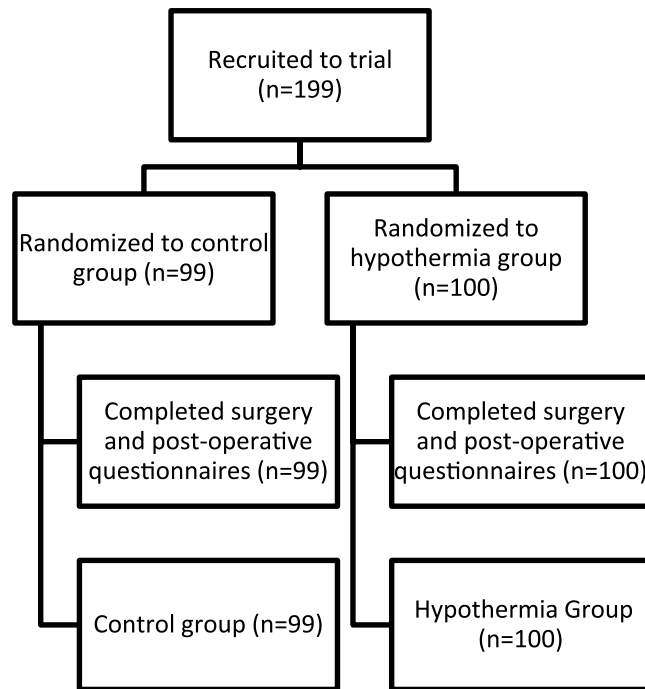 Recruited to trial
(n=199)
Randomized to control
group (n=99)
Randomized to
hypothermia group
(n=100)
Completed surgery
and post-operative
questionnaires (n=99)
Completed surgery
and post-operative
questionnaires (n=100)
Control group (n=99)
Hypothermia Group
(n=100)